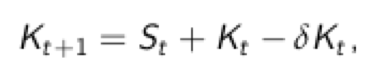 K_{t+1} = S_t + K_t − δK_t,